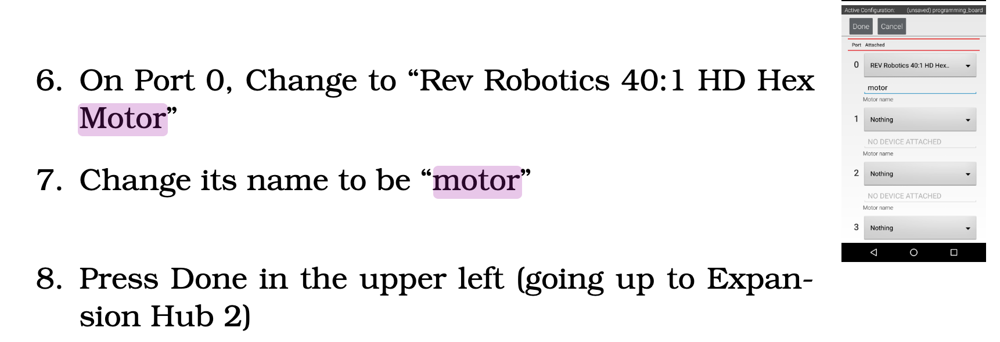 6. On Port 0, Change to “Rev Robotics 40:1 HD Hex
Motor”
7. Change its name to be “motor”
8. Press Done in the upper left (going up to Expan-
sion Hub 2)
Active Configuration: (unsaved) programming_board
Done Cancel
Port Attached
0 REV Robotics 40:1 HD Hex..
motor
Motor name
1 Nothing
NO DEVICE ATTACHED
Motor name
2 Nothing
NO DEVICE ATTACHED
Motor name
3 Nothing